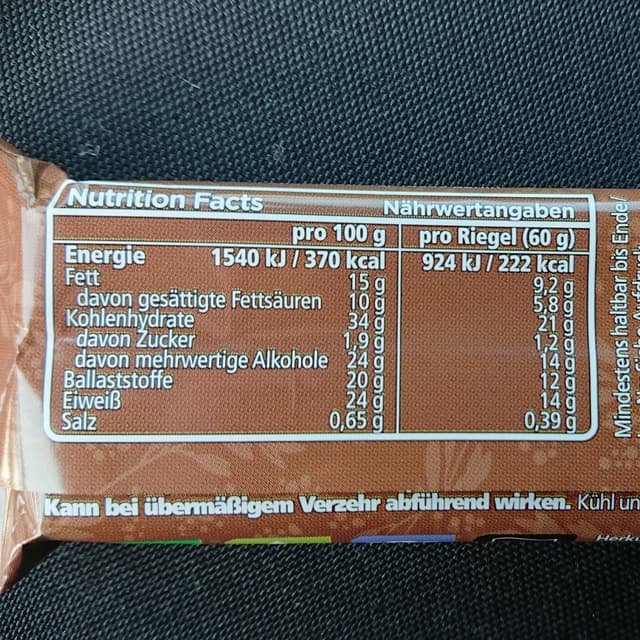 Nutrition Facts Nährwertangaben
pro 100 g pro Riegel (60 g)
Energie 1540 kJ / 370 kcal 924 kJ / 222 kcal
Fett 15 g 9,2 g
davon gesättigte Fettsäuren 10 g 5,8 g
Kohlenhydrate 34 g 21 g
davon Zucker 1,9 g 1,2 g
davon mehrwertige Alkohole 24 g 14 g
Ballaststoffe 20 g 12 g
Eiweiß 24 g 14 g
Salz 0,65 g 0,39 g
Kann bei übermäßigem Verzehr abführend wirken. Kühl un
Mindestens haltbar bis Ende/